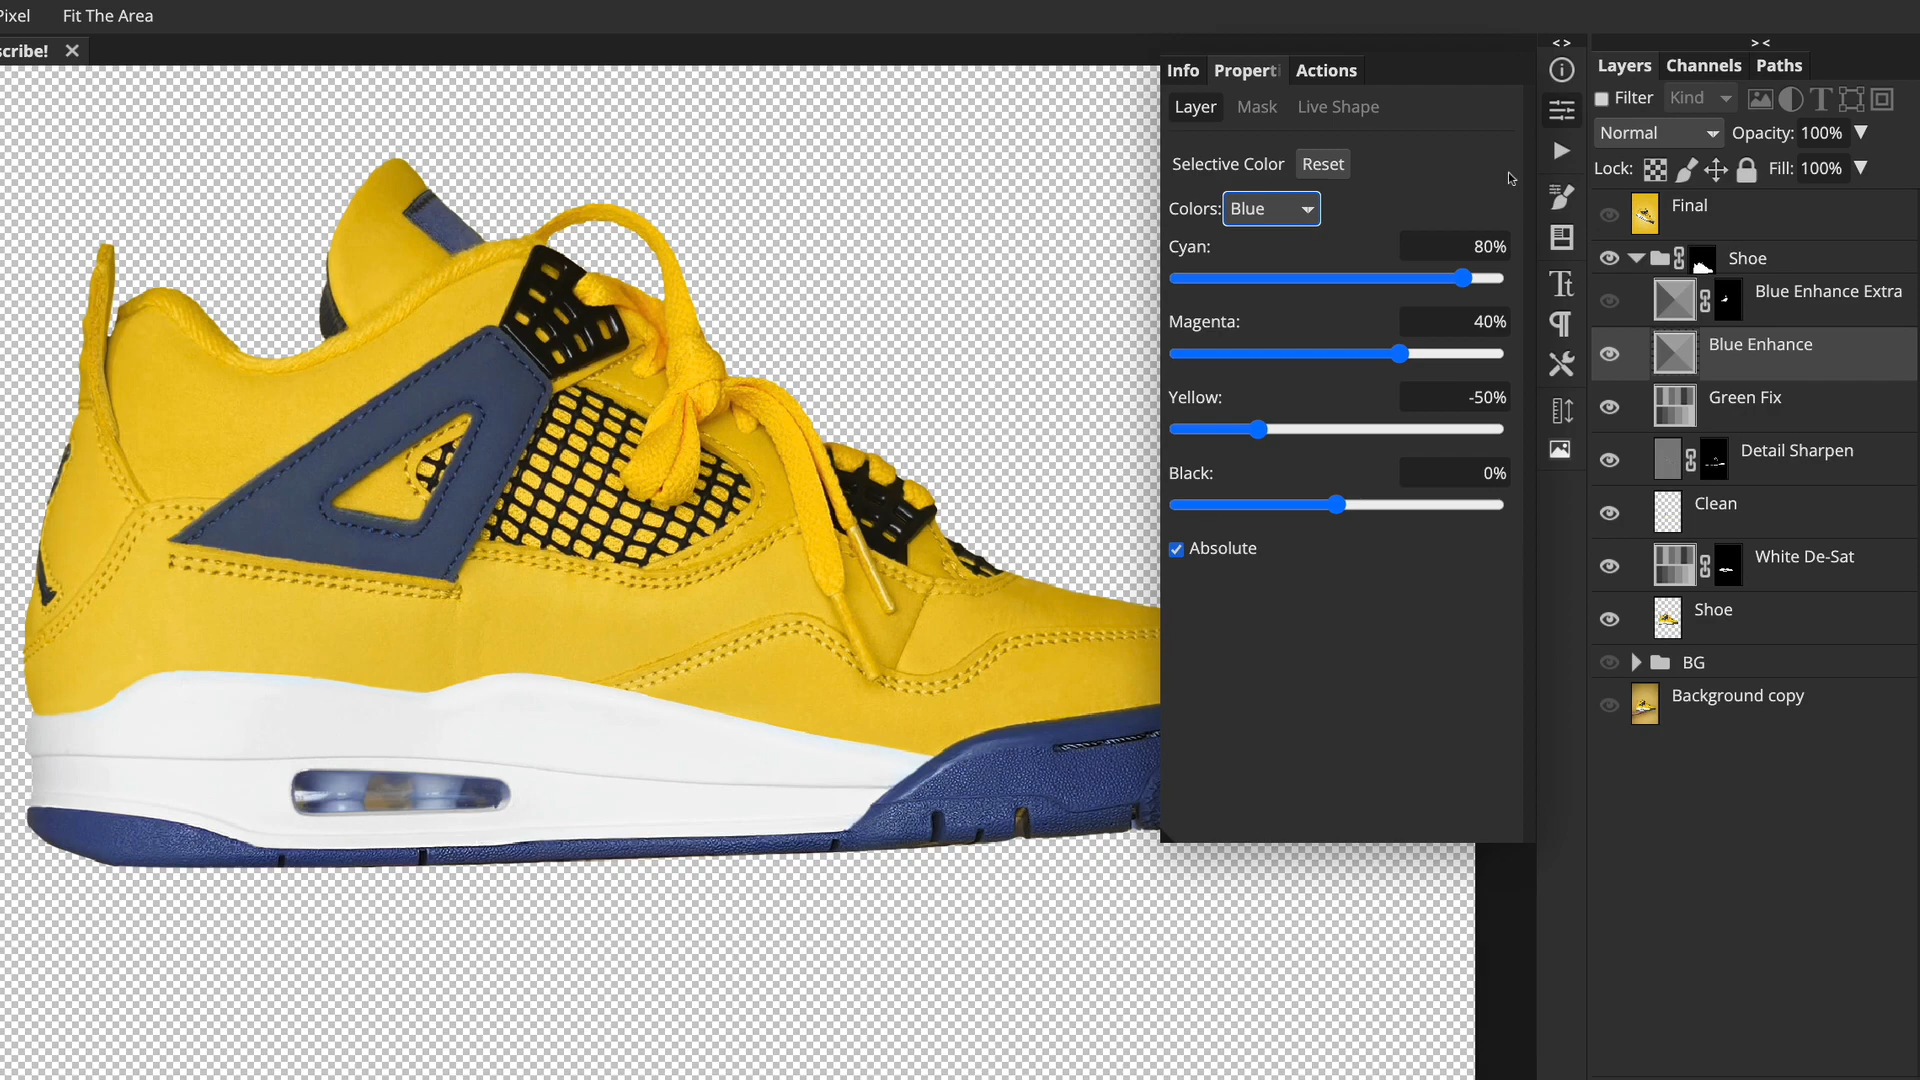 Pixel
Fit The Area
scribe!
Info
Properti
Actions
Layer
Mask
Live Shape
Selective Color
Reset
Colors:
Blue
Cyan:
80%
Magenta:
40%
Yellow:
-50%
Black:
0%
Absolute
Layers
Channels
Paths
Filter
Kind
Normal
Opacity: 100%
Lock:
Fill: 100%
Final
Shoe
Blue Enhance Extra
Blue Enhance
Green Fix
Detail Sharpen
Clean
White De-Sat
Shoe
BG
Background copy